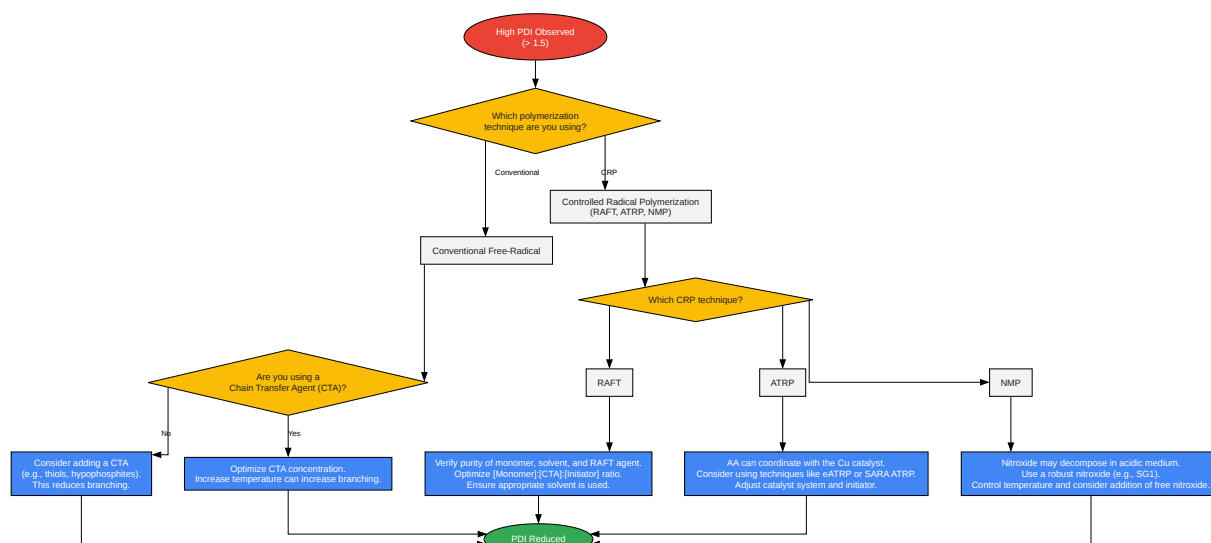 High PDI Observed
(> 1.5)
Which polymerization
technique are you using?
Conventional
CRP
Controlled Radical Polymerization
(RAFT, ATRP, NMP)
Conventional Free-Radical
Which CRP technique?
Are you using a
Chain Transfer Agent (CTA)?
RAFT
ATRP
NMP
No
Yes
Consider adding a CTA
(e.g., thiols, hypophosphites).
This reduces branching.
Optimize CTA concentration.
Increase temperature can increase branching.
Verify purity of monomer, solvent, and RAFT agent.
Optimize [Monomer]:[CTA]:[Initiator] ratio.
Ensure appropriate solvent is used.
AA can coordinate with the Cu catalyst.
Consider using techniques like eATRP or SARA ATRP.
Adjust catalyst system and initiator.
Nitroxide may decompose in acidic medium.
Use a robust nitroxide (e.g., SG1).
Control temperature and consider addition of free nitroxide.
PDI Reduced